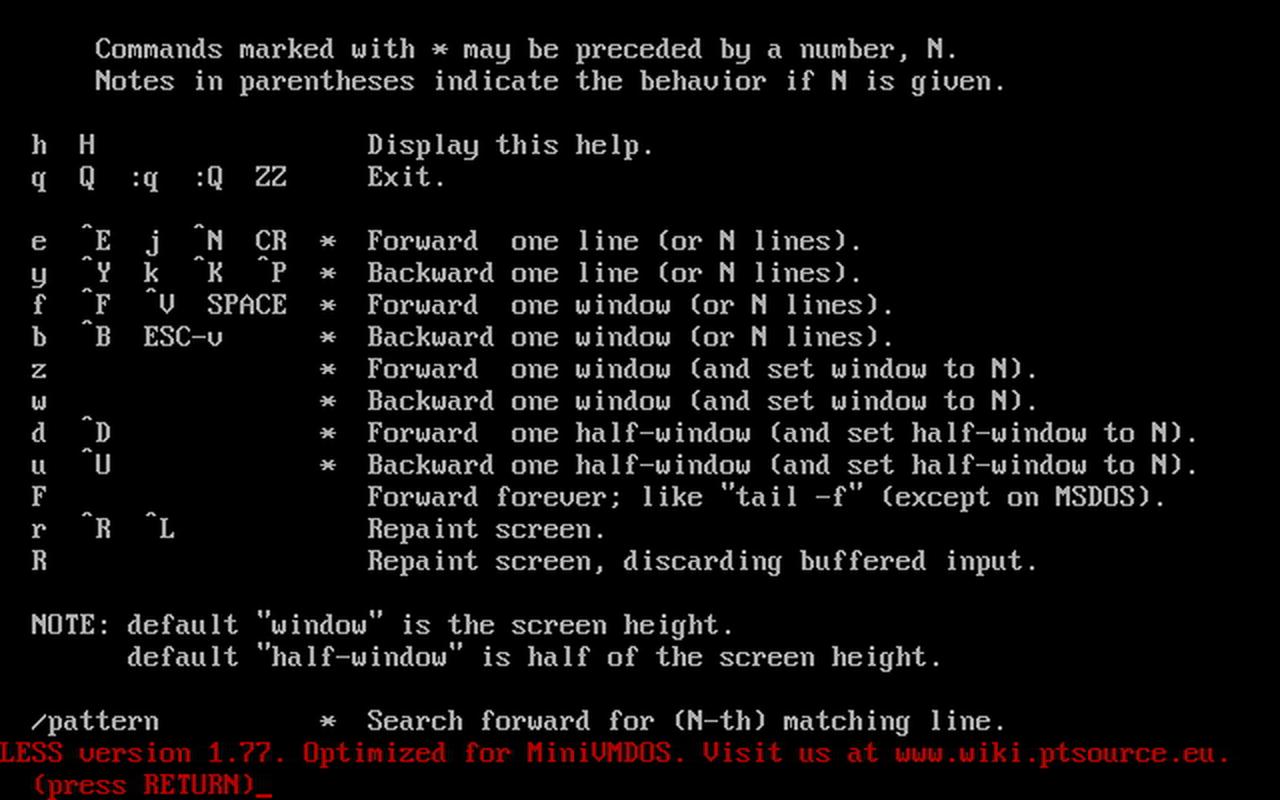 Commands marked with * may be preceded by a number, N.
Notes in parentheses indicate the behavior if N is given.
h  H                 Display this help.
q  Q  :q  :Q  ZZ     Exit.
e  ^E  j  ^N  CR  *  Forward  one line (or N lines).
y  ^Y  k  ^K  ^P  *  Backward one line (or N lines).
f  ^F  ^V  SPACE  *  Forward  one window (or N lines).
b  ^B  ESC-v      *  Backward one window (or N lines).
z                 *  Forward  one window (and set window to N).
w                 *  Backward one window (and set window to N).
d  ^D             *  Forward  one half-window (and set half-window to N).
u  ^U             *  Backward one half-window (and set half-window to N).
F                    Forward forever; like "tail -f" (except on MSDOS).
r  ^R  ^L            Repaint screen.
R                    Repaint screen, discarding buffered input.
NOTE: default "window" is the screen height.
default "half-window" is half of the screen height.
/pattern          *  Search forward for (N-th) matching line.
LESS version 1.77. Optimized for MiniVMDOS. Visit us at www.wiki.ptsource.eu.
(press RETURN)_